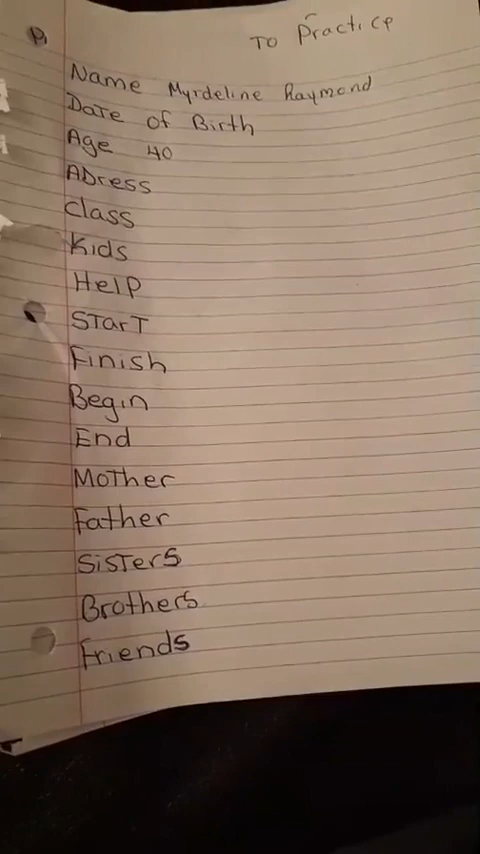 To Practice
Name Myrdeline Raymond
Date of Birth
Age 40
ADress
class
Kids
Help
STarT
Finish
Begin
End
MoTher
Father
SisTers
Brothers
Friends